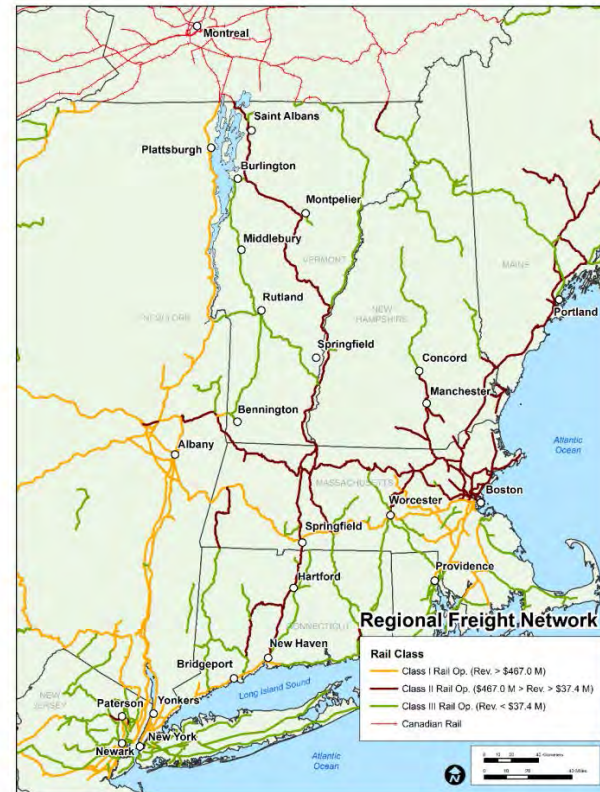 Montreal
Saint Albans
Plattsburgh
Burlington
Montpelier
Middlebury
VERMONT
MAINE
Rutland
Portland
NEW YORK
NEW
HAMPSHIRE
Springfield
Concord
Manchester
Bennington
Atlantic
Ocean
Albany
MASSACHUSETTS
Boston
Worcester
Springfield
Providence
Hartford
CONNECTICUT
Regional Freight Network
New Haven
Bridgeport
Long Island Sound
Rail Class
Class I Rail Op. (Rev. > $467.0 M)
Class II Rail Op. ($467.0 M > Rev. > $37.4 M)
Class III Rail Op. (Rev. < $37.4 M)
Canadian Rail
NEW
JERSEY
Paterson
Yonkers
New York
Newark
Atlantic
Ocean